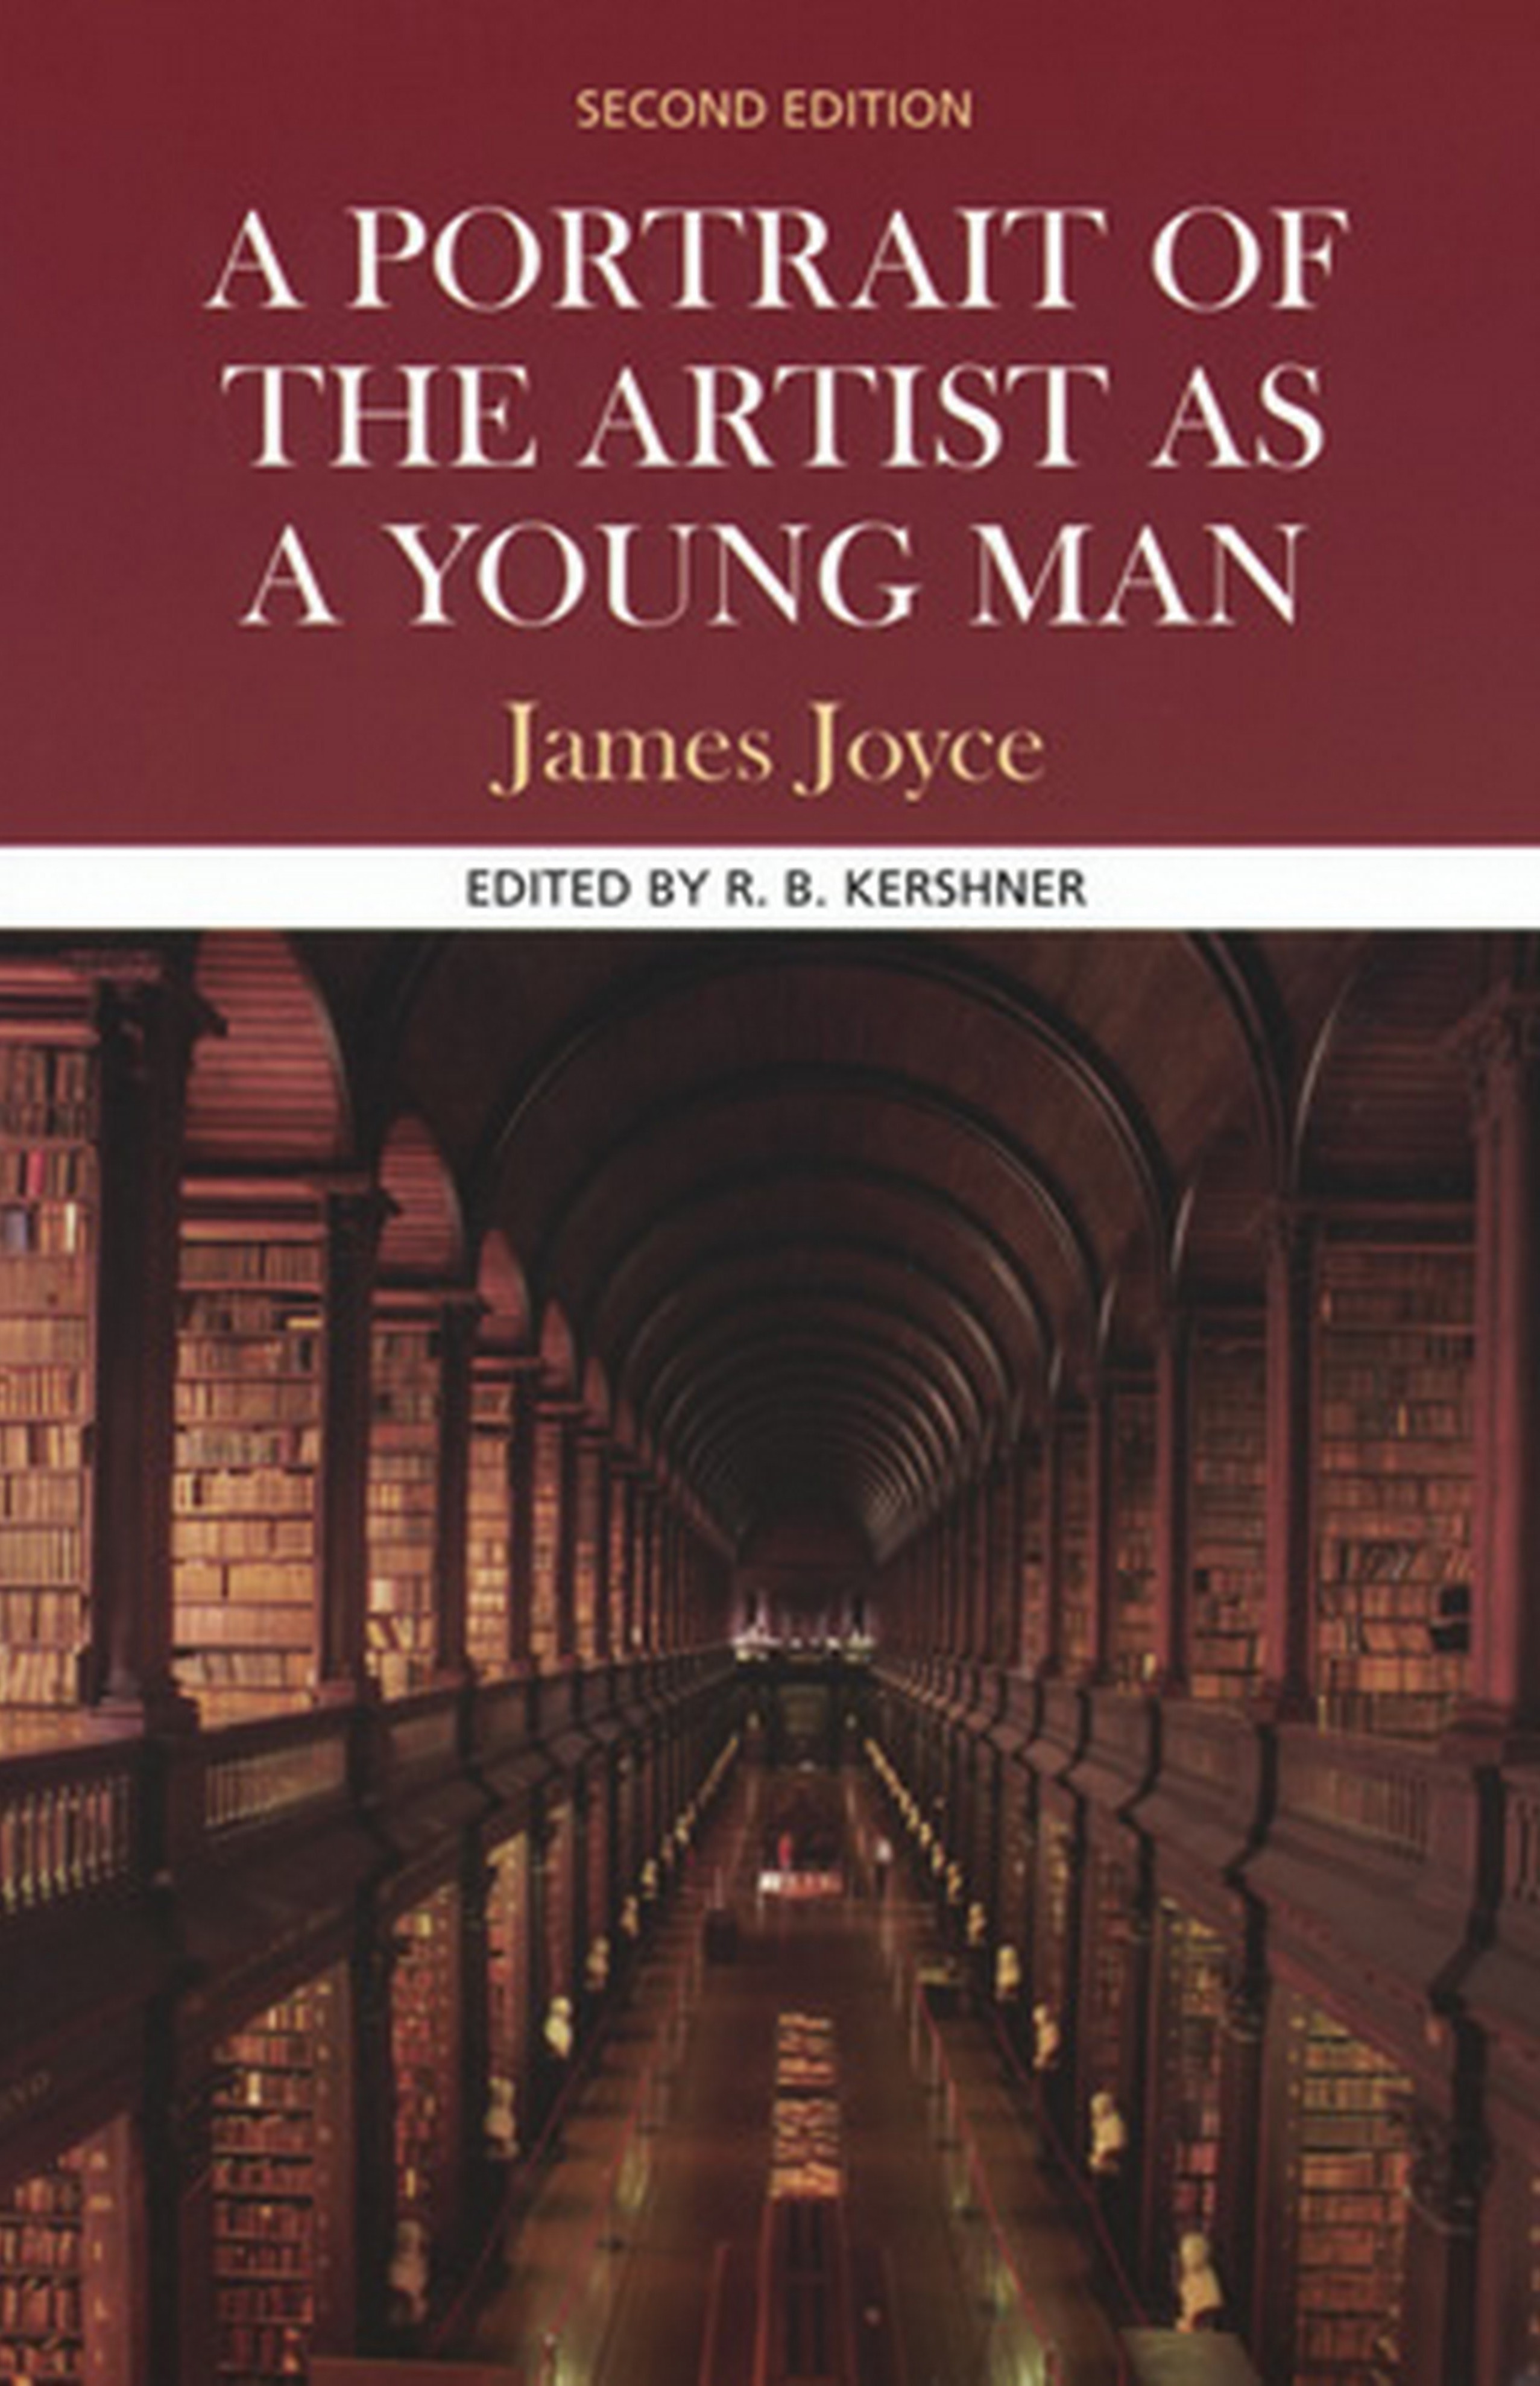 SECOND EDITION
A PORTRAIT OF
THE ARTIST AS
A YOUNG MAN
James Joyce
EDITED BY R. B. KERSHNER